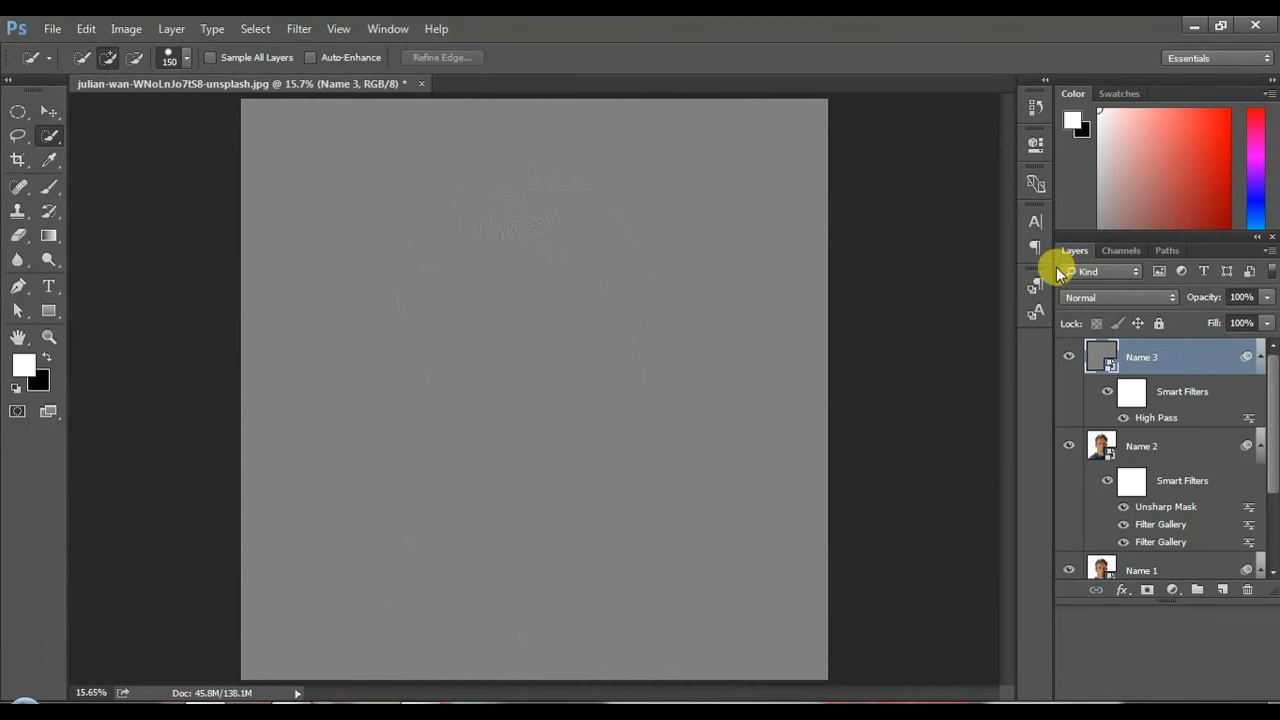 Ps File Edit Image Layer Type Select Filter View Window Help
150 Sample All Layers Auto-Enhance Refine Edge... Essentials
julian-wan-WNoLnJo7tS8-unsplash.jpg @ 15.7% (Name 3, RGB/8) *
Color Swatches
Layers Channels Paths
Kind
Normal Opacity: 100%
Lock: Fill: 100%
Name 3
Smart Filters
High Pass
Name 2
Smart Filters
Unsharp Mask
Filter Gallery
Filter Gallery
Name 1
15.65% Doc: 45.8M/138.1M